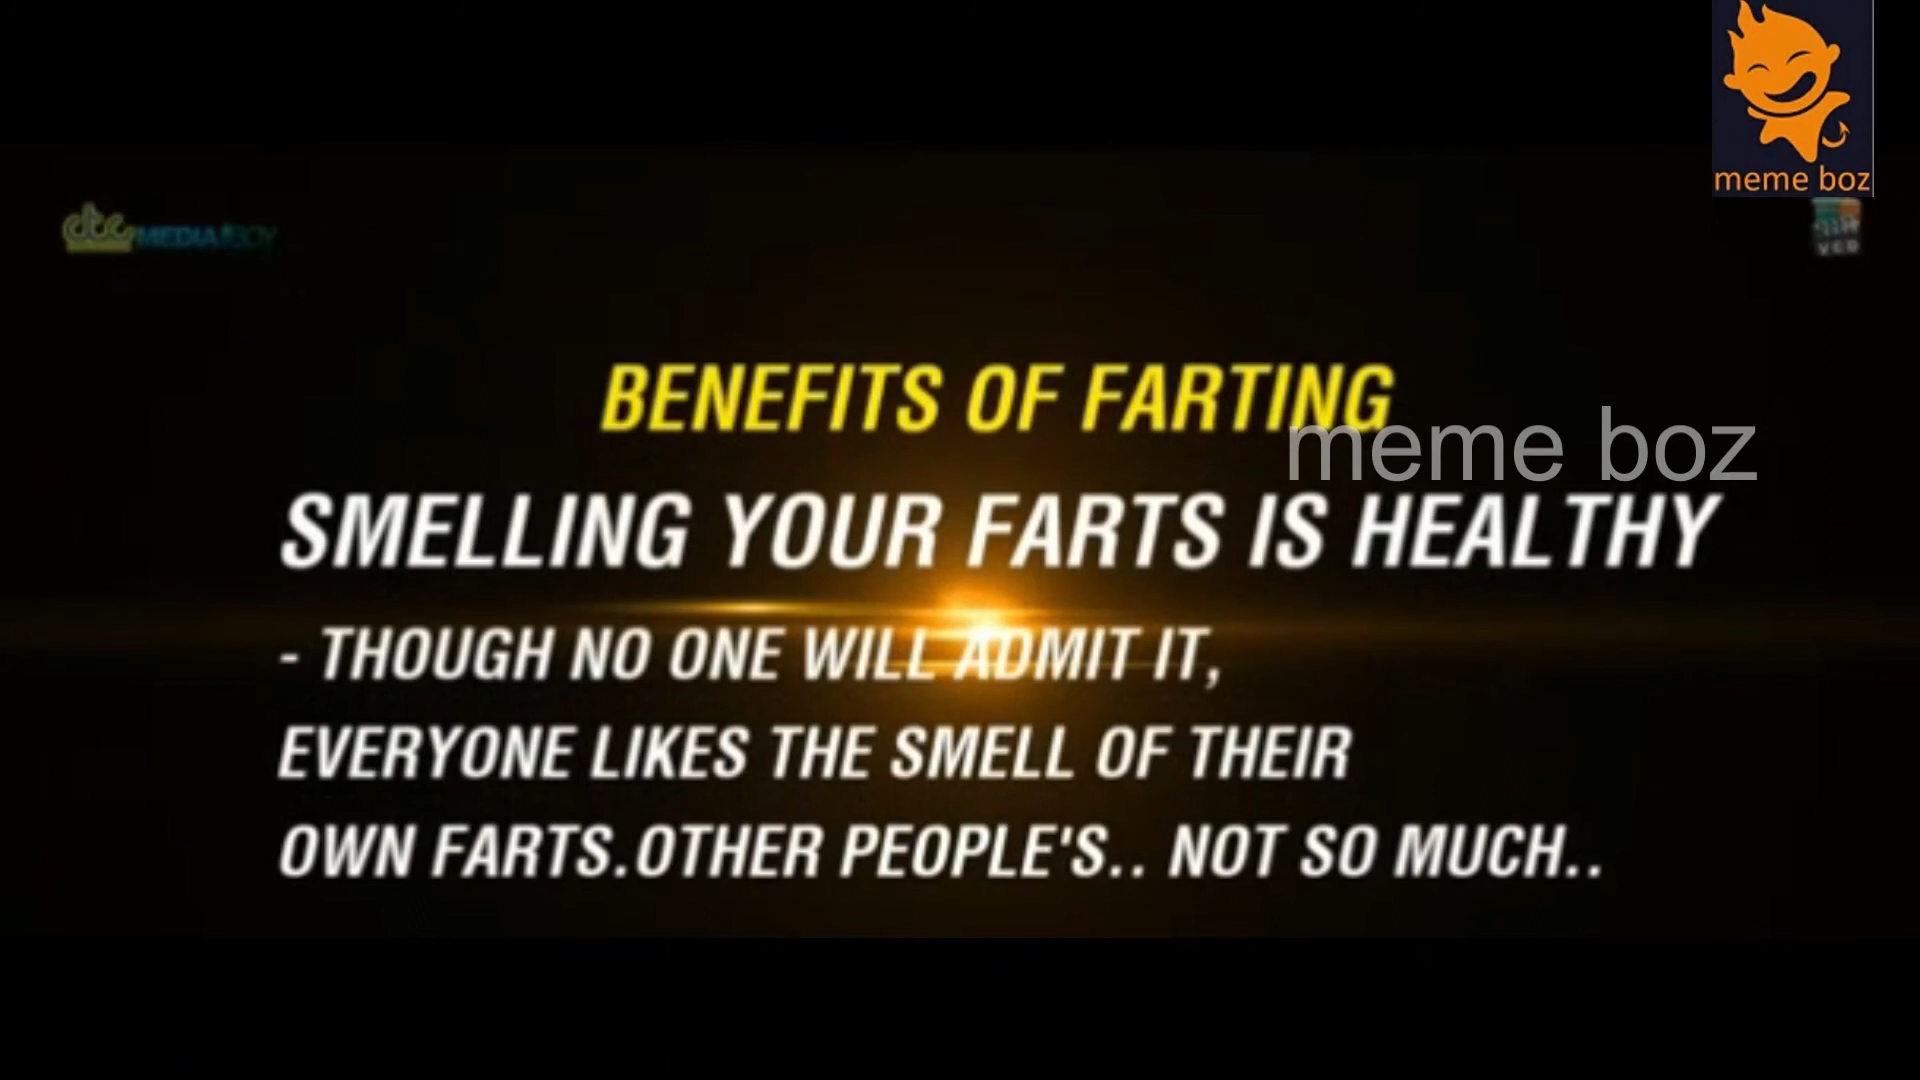 meme boz
BENEFITS OF FARTING
meme boz
SMELLING YOUR FARTS IS HEALTHY
- THOUGH NO ONE WILL ADMIT IT,
EVERYONE LIKES THE SMELL OF THEIR
OWN FARTS.OTHER PEOPLE'S.. NOT SO MUCH..